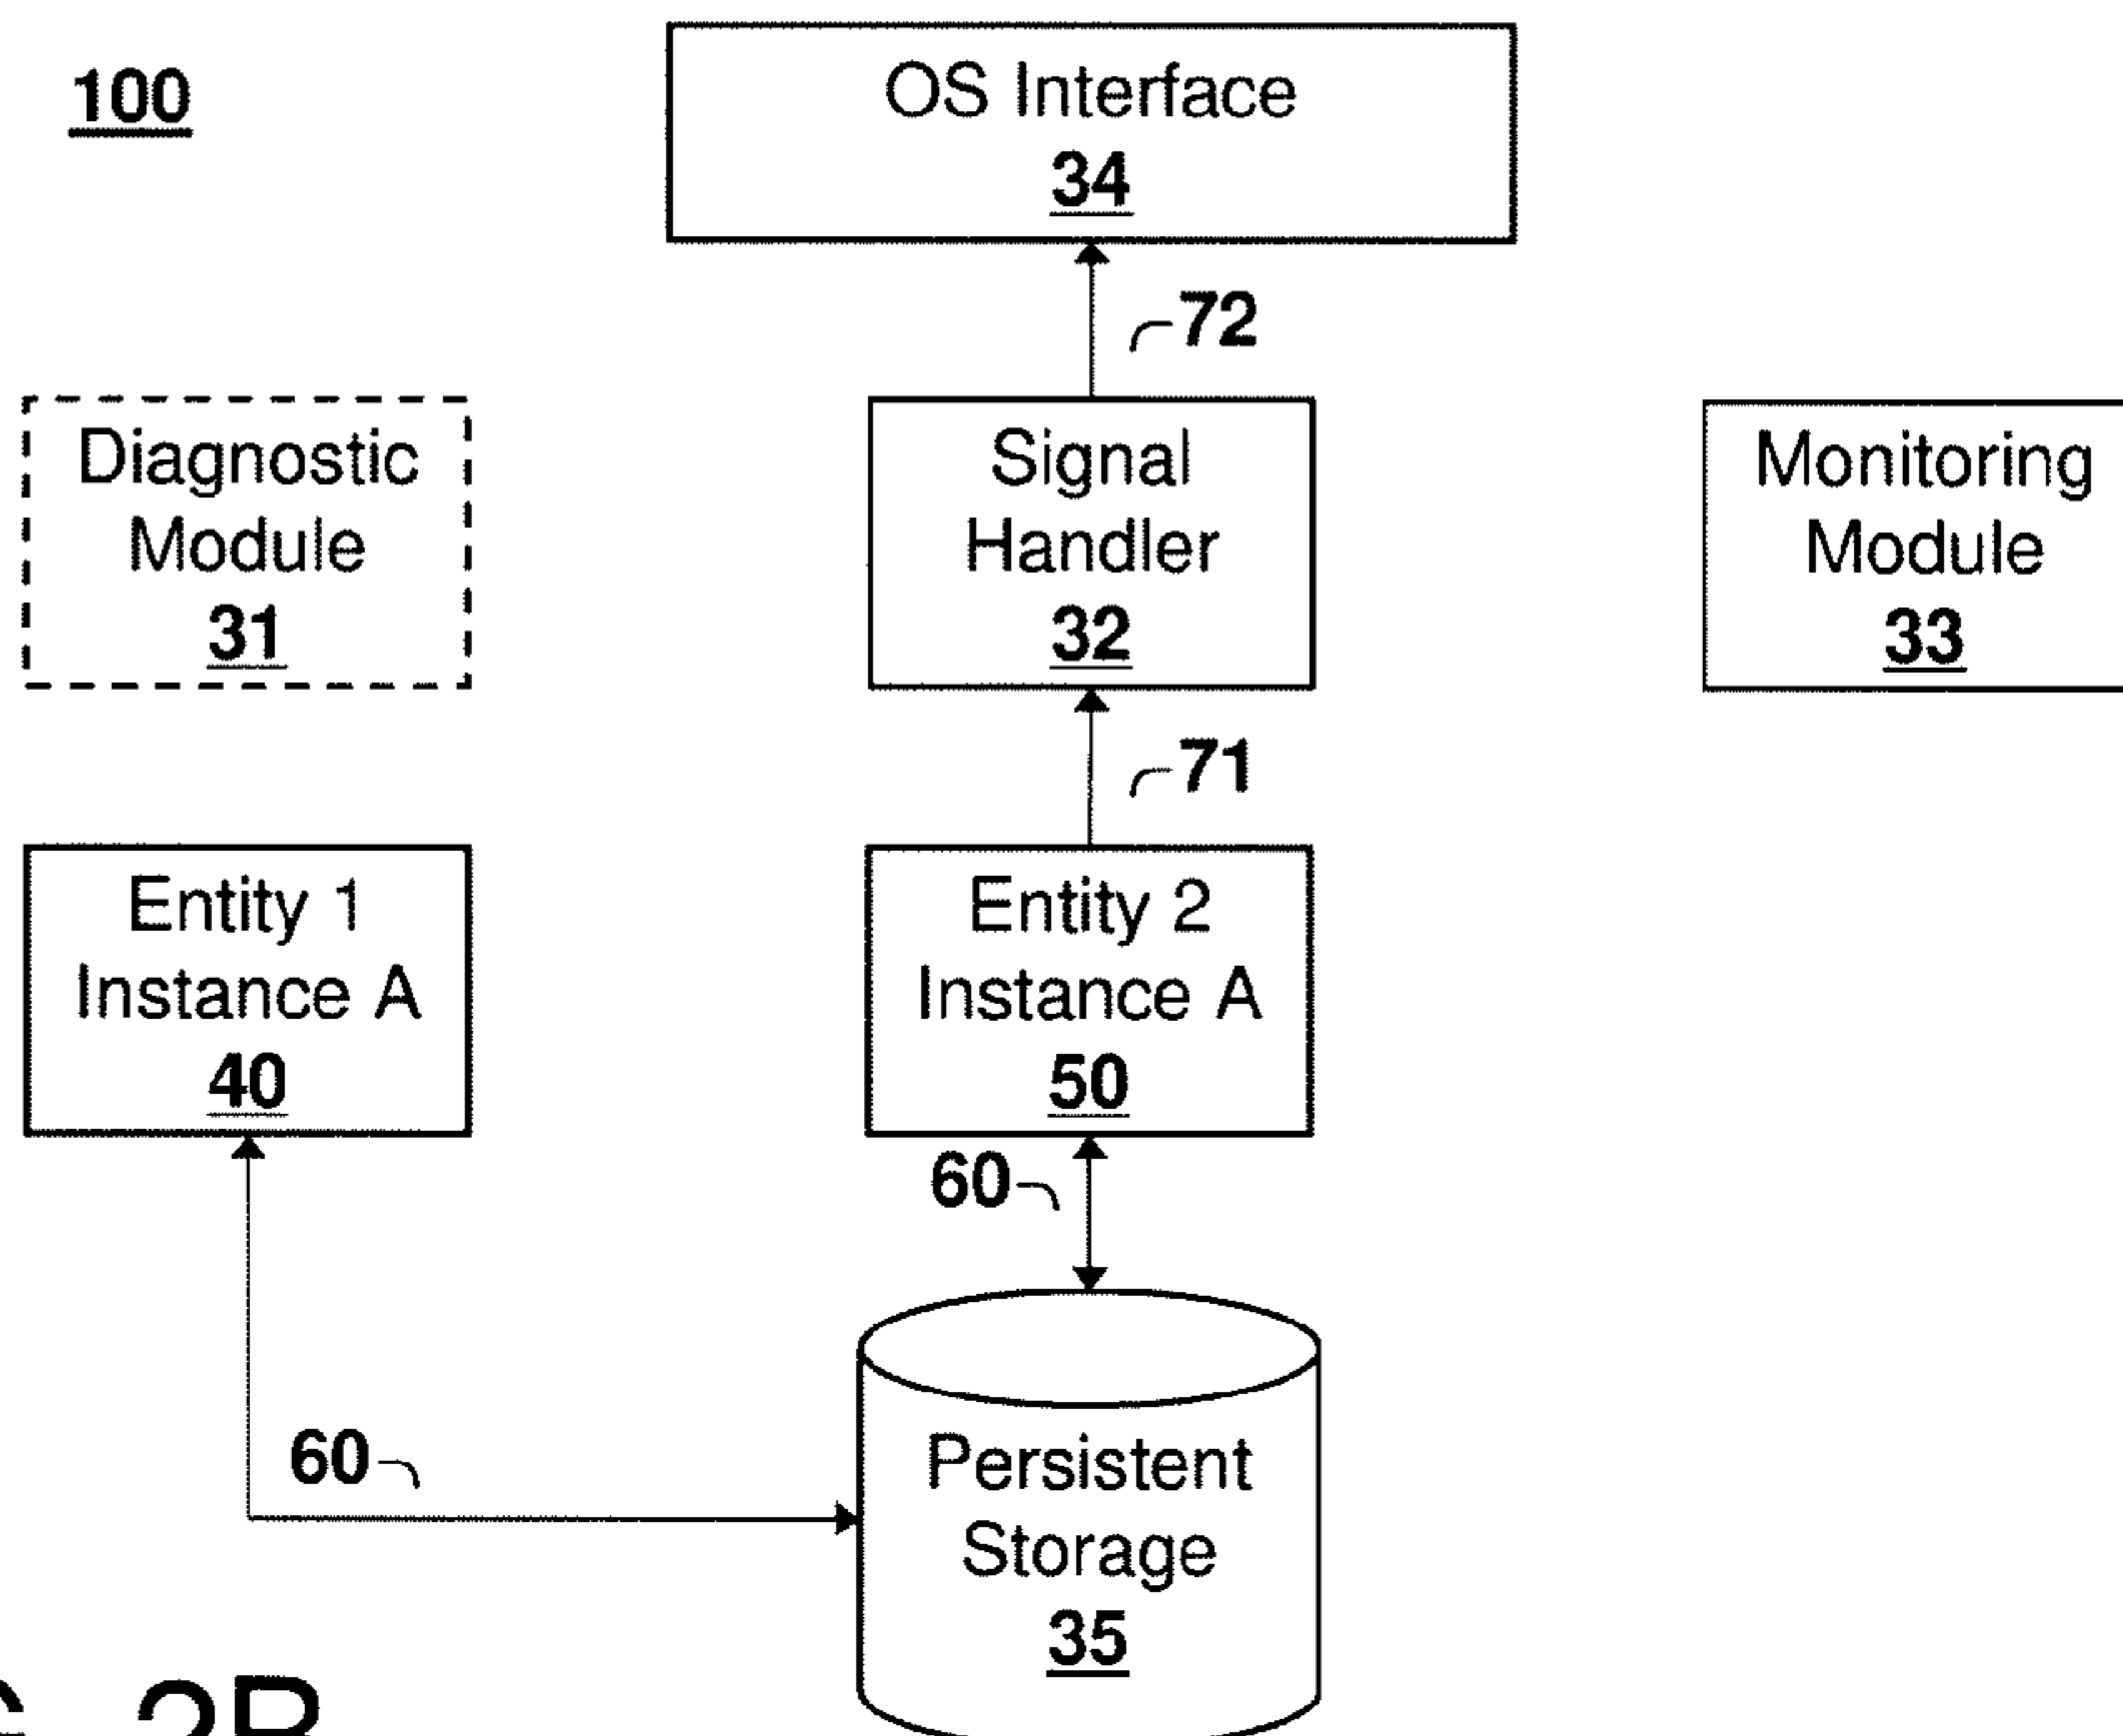 100
OS Interface
34
72
Diagnostic
Module
31
Signal
Handler
32
Monitoring
Module
33
71
Entity 1
Instance A
40
Entity 2
Instance A
50
60
60
Persistent
Storage
35
2B